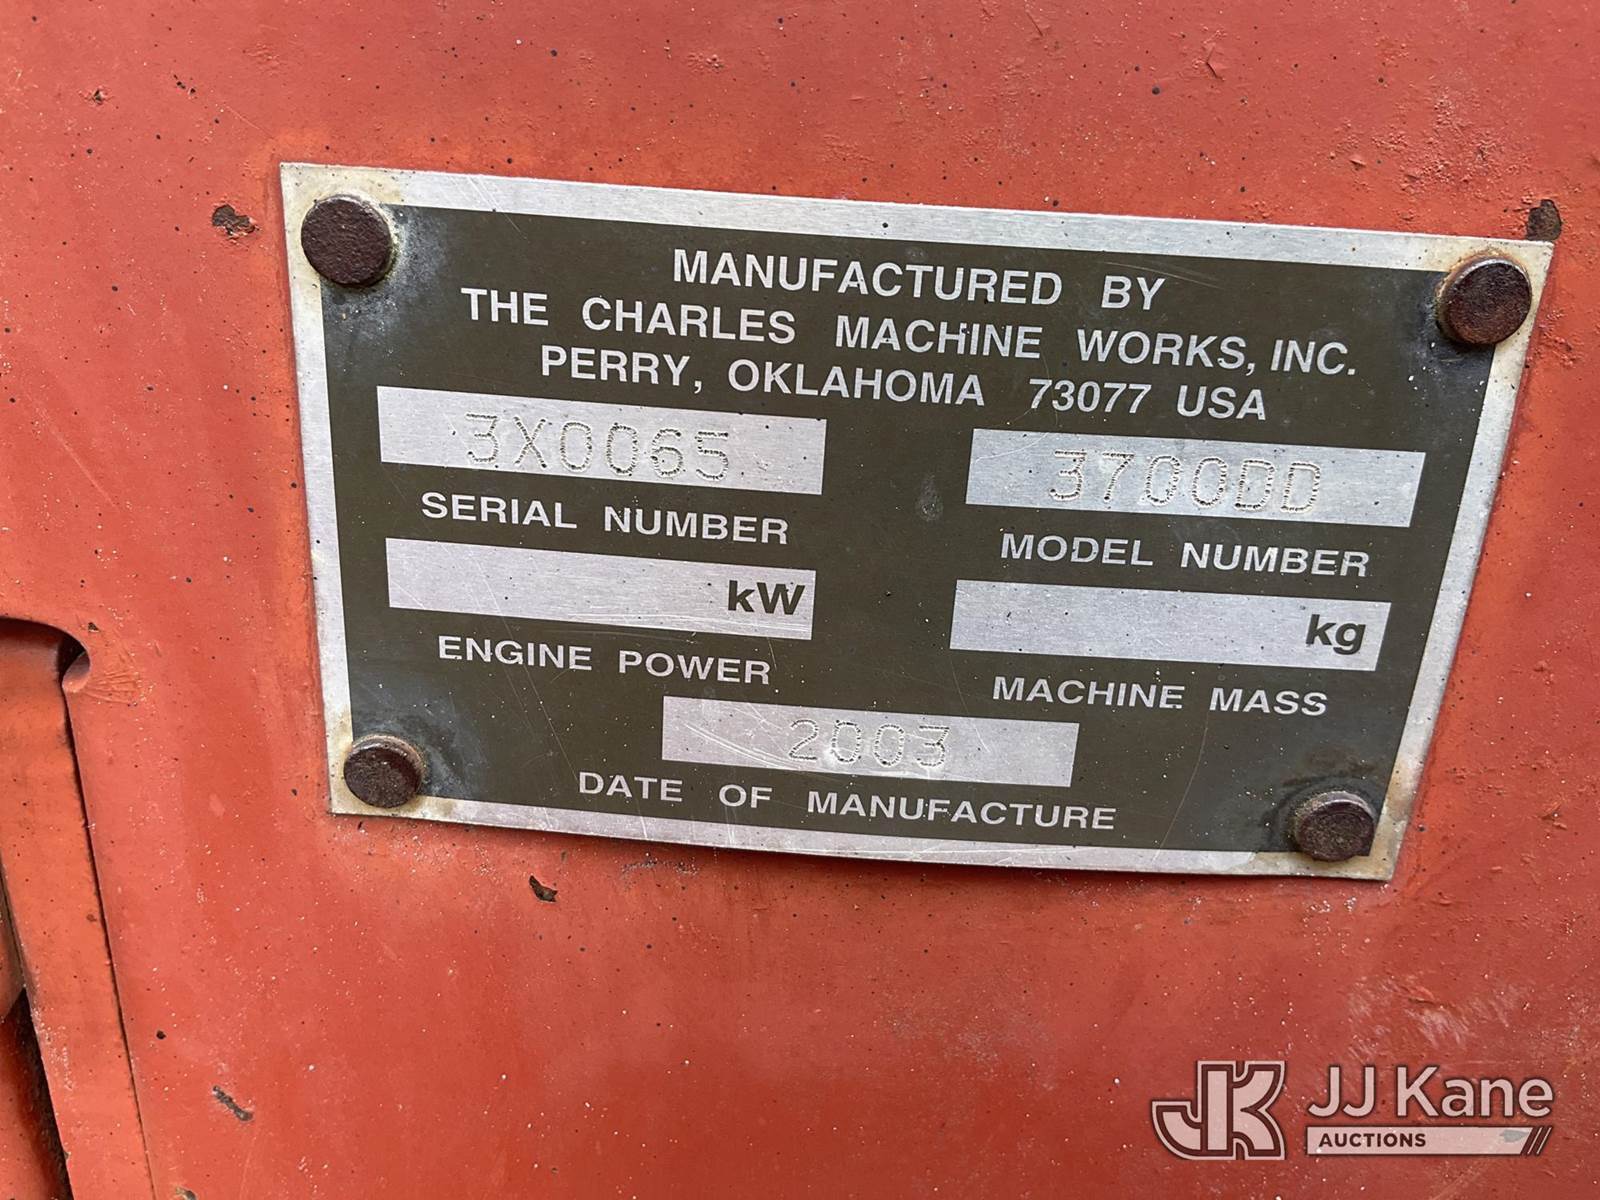 MANUFACTURED BY
THE CHARLES MACHINE WORKS, INC.
PERRY, OKLAHOMA 73077 USA
3X0065
3700DD
SERIAL NUMBER
MODEL NUMBER
kW
kg
ENGINE POWER
MACHINE MASS
2003
DATE OF MANUFACTURE
JK
JJ Kane
AUCTIONS